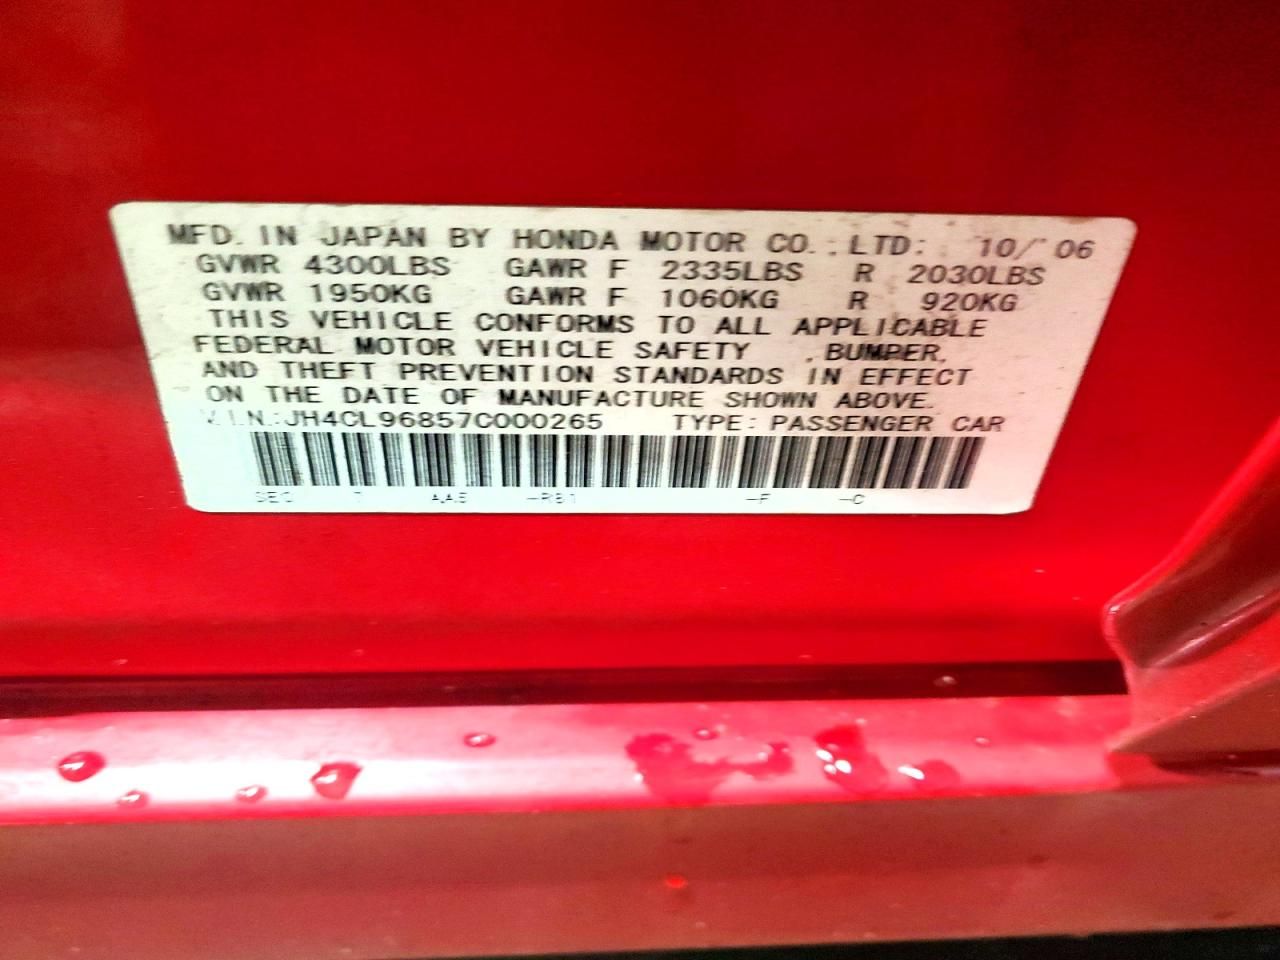 MFD. IN JAPAN BY HONDA MOTOR CO., LTD. 10/ 06
GVWR 4300LBS GAWR F 2335LBS R 2030LBS
GVWR 1950KG GAWR F 1060KG R 920KG
THIS VEHICLE CONFORMS TO ALL APPLICABLE
FEDERAL MOTOR VEHICLE SAFETY , BUMPER,
AND THEFT PREVENTION STANDARDS IN EFFECT
ON THE DATE OF MANUFACTURE SHOWN ABOVE.
V.I.N.:JH4CL96857C000265 TYPE: PASSENGER CAR
-F -C